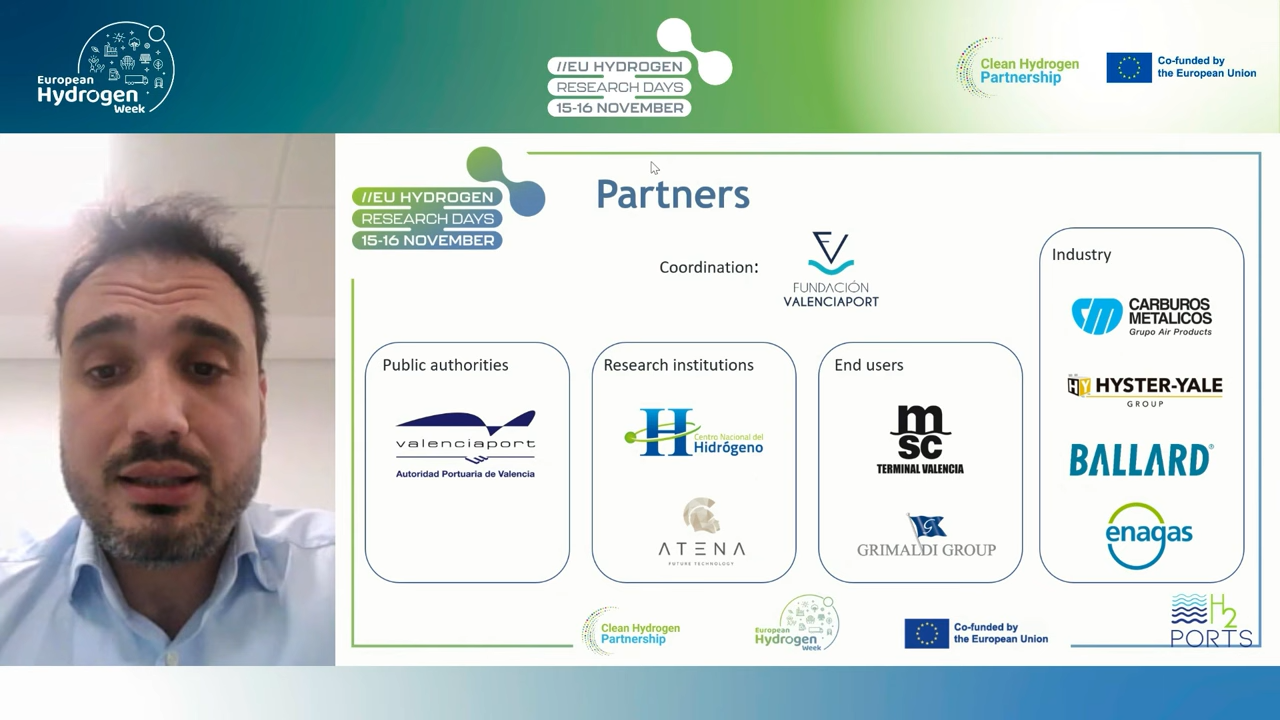 European
Hydrogen
Week
//EU HYDROGEN
RESEARCH DAYS
15-16 NOVEMBER
Clean Hydrogen
Partnership
Co-funded by
the European Union
//EU HYDROGEN
RESEARCH DAYS
15-16 NOVEMBER
Partners
Coordination:
FUNDACIÓN
VALENCIAPORT
Public authorities
valenciaport
Autoridad Portuaria de Valencia
Research institutions
H
Centro Nacional del
Hidrógeno
ATENA
FUTURE TECHNOLOGY
End users
m
sc
TERMINAL VALENCIA
G
GRIMALDI GROUP
Industry
cm
CARBUROS
METALICOS
Grupo Air Products
HY HYSTER-YALE
GROUP
BALLARD®
enagas
Clean Hydrogen
Partnership
European
Hydrogen
Week
Co-funded by
the European Union
H2
PORTS